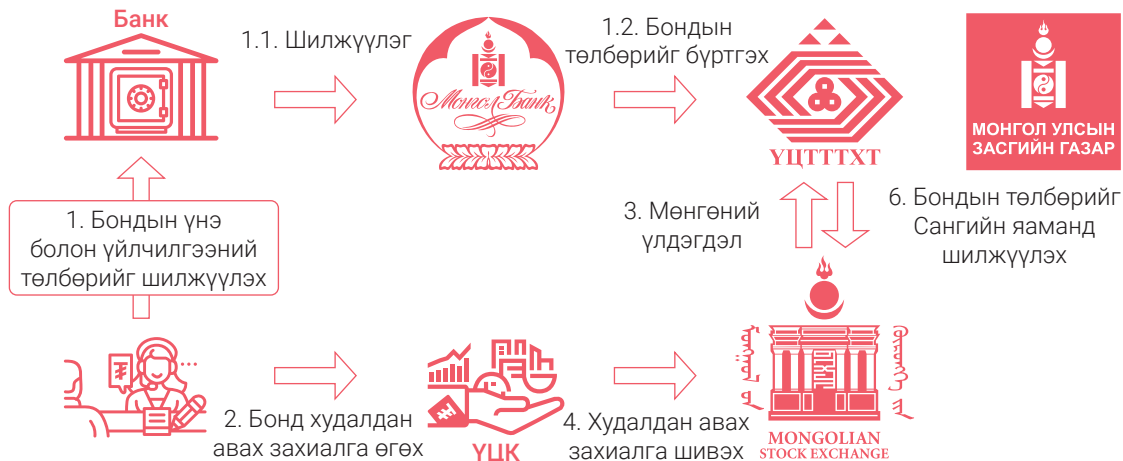 Банк
1.1. Шилжүүлэг
МонголБанк
1.2. Бондын
төлбөрийг бүртгэх
ҮЦТТТХТ
МОНГОЛ УЛСЫН
ЗАСГИЙН ГАЗАР
1. Бондын үнэ
болон үйлчилгээний
төлбөрийг шилжүүлэх
3. Мөнгөний
үлдэгдэл
6. Бондын төлбөрийг
Сангийн яаманд
шилжүүлэх
₮
2. Бонд худалдан
авах захиалга өгөх
₮
ҮЦК
4. Худалдан авах
захиалга шивэх
MONGOLIAN
STOCK EXCHANGE